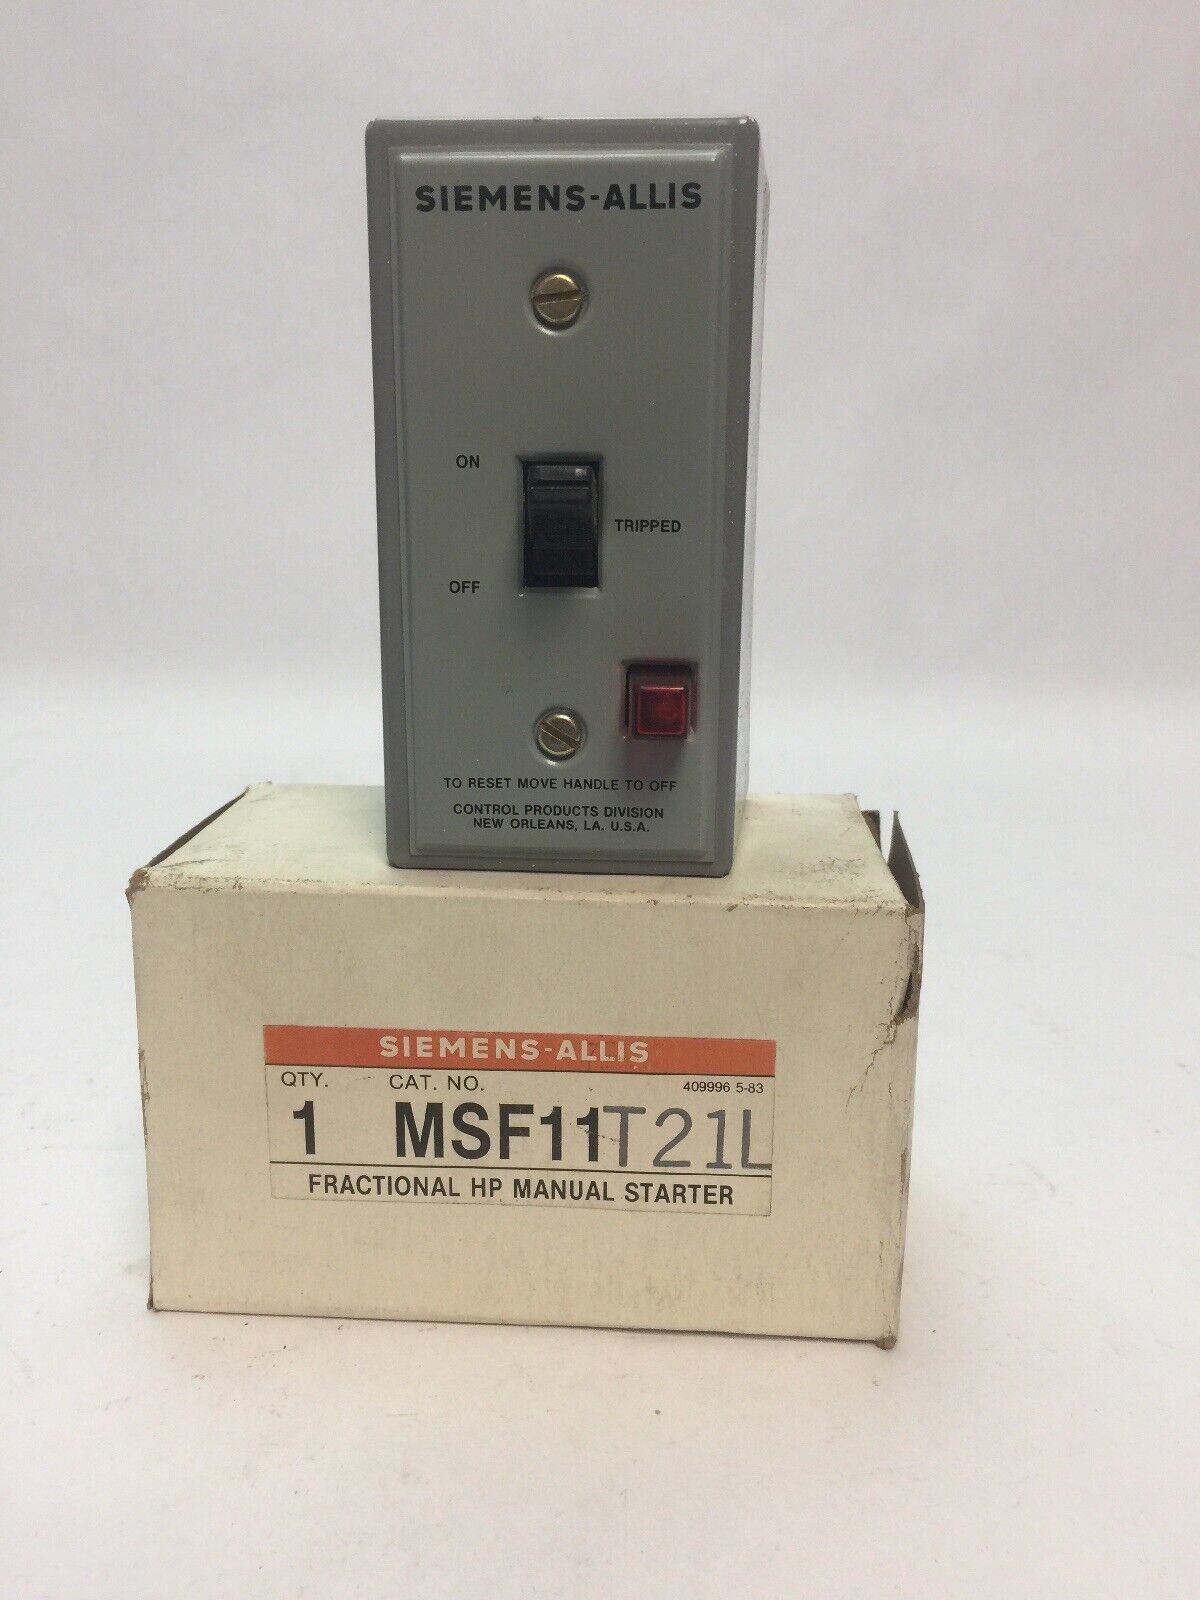 SIEMENS-ALLIS
ON
TRIPPED
OFF
TO RESET MOVE HANDLE TO OFF
CONTROL PRODUCTS DIVISION
NEW ORLEANS, LA. U.S.A.
SIEMENS-ALLIS
QTY. CAT. NO. 409996 5-83
1 MSF11T21L
FRACTIONAL HP MANUAL STARTER